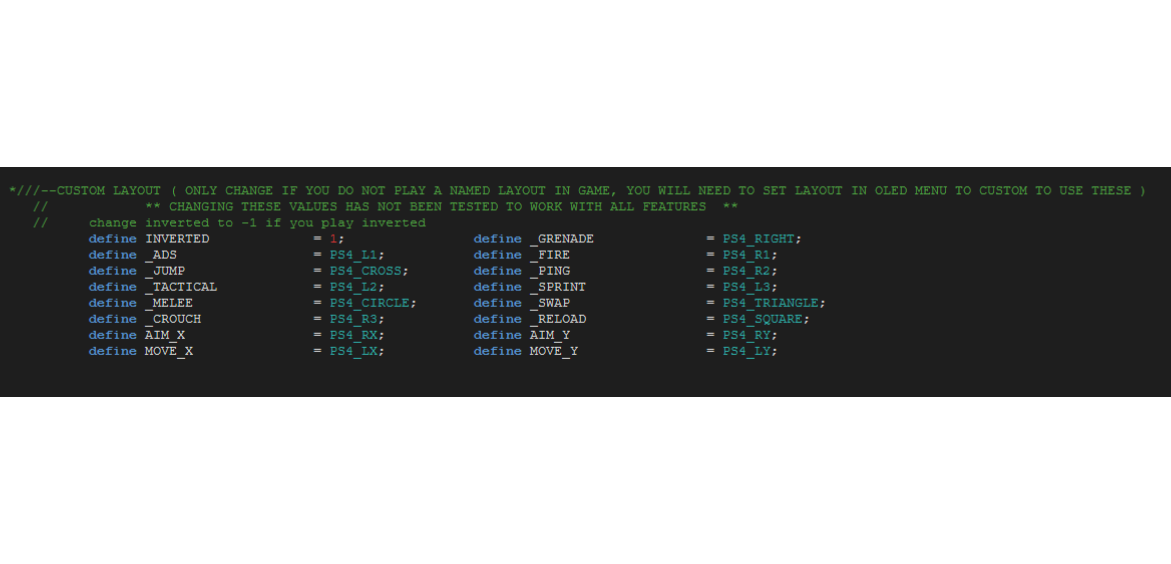 *///--CUSTOM LAYOUT ( ONLY CHANGE IF YOU DO NOT PLAY A NAMED LAYOUT IN GAME, YOU WILL NEED TO SET LAYOUT IN OLED MENU TO CUSTOM TO USE THESE )
// ** CHANGING THESE VALUES HAS NOT BEEN TESTED TO WORK WITH ALL FEATURES **
// change inverted to -1 if you play inverted
define INVERTED = 1; define _GRENADE = PS4_RIGHT;
define _ADS = PS4_L1; define _FIRE = PS4_R1;
define _JUMP = PS4_CROSS; define _PING = PS4_R2;
define _TACTICAL = PS4_L2; define _SPRINT = PS4_L3;
define _MELEE = PS4_CIRCLE; define _SWAP = PS4_TRIANGLE;
define _CROUCH = PS4_R3; define _RELOAD = PS4_SQUARE;
define AIM_X = PS4_RX; define AIM_Y = PS4_RY;
define MOVE_X = PS4_LX; define MOVE_Y = PS4_LY;